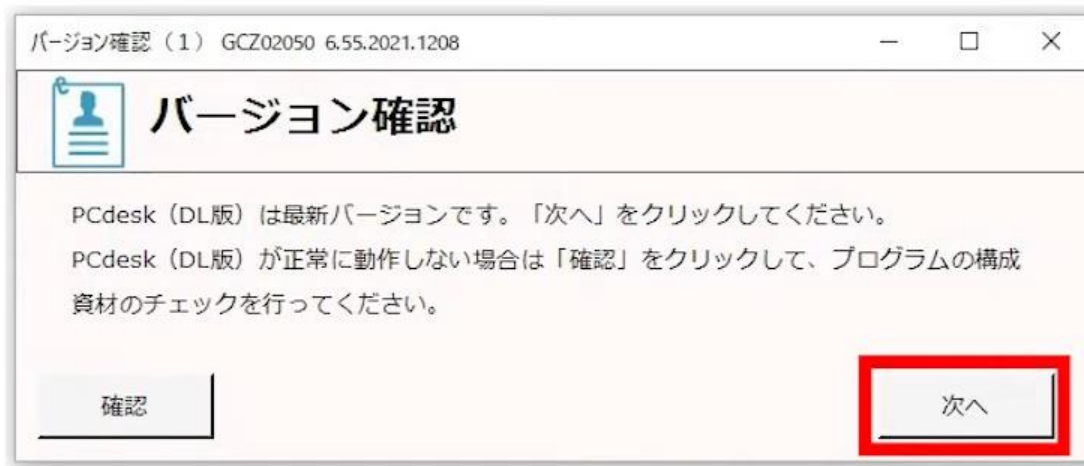 バージョン確認（１） GCZ02050 6.55.2021.1208
バージョン確認
PCdesk（DL版）は最新バージョンです。「次へ」をクリックしてください。
PCdesk（DL版）が正常に動作しない場合は「確認」をクリックして、プログラムの構成
資材のチェックを行ってください。
確認
次へ